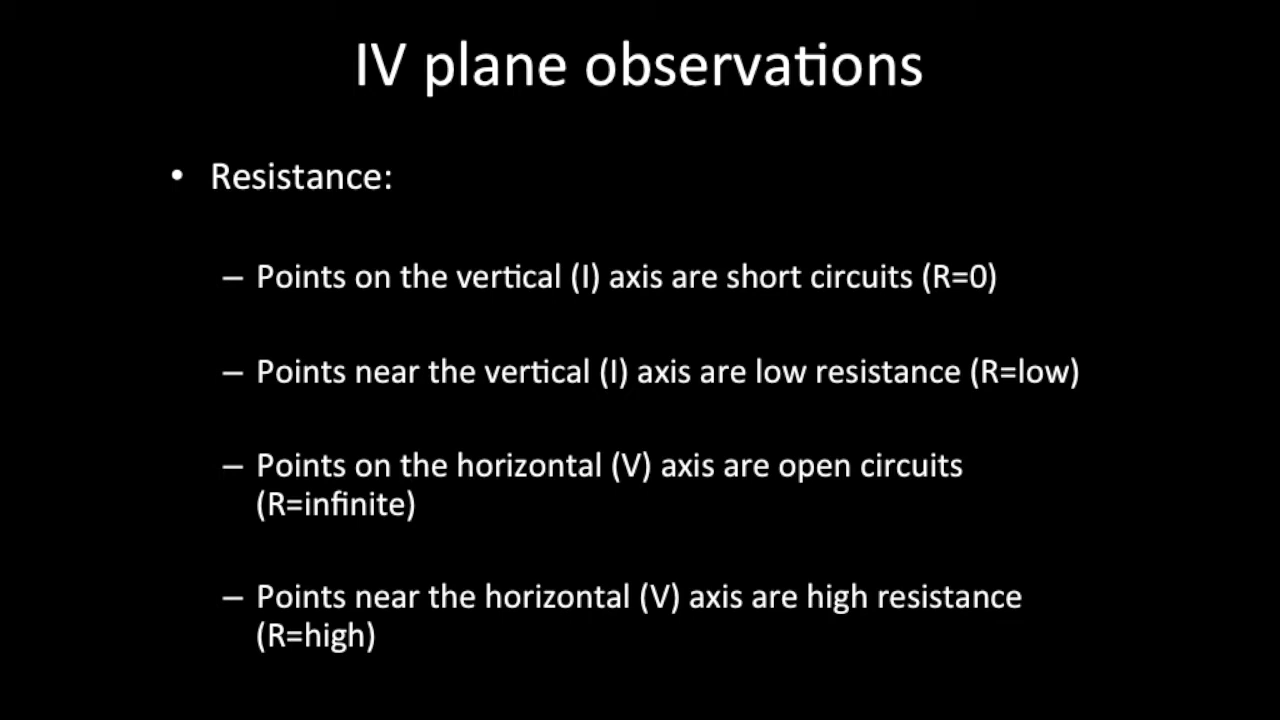 IV plane observations
• Resistance:
– Points on the vertical (I) axis are short circuits (R=0)
– Points near the vertical (I) axis are low resistance (R=low)
– Points on the horizontal (V) axis are open circuits
(R=infinite)
– Points near the horizontal (V) axis are high resistance
(R=high)